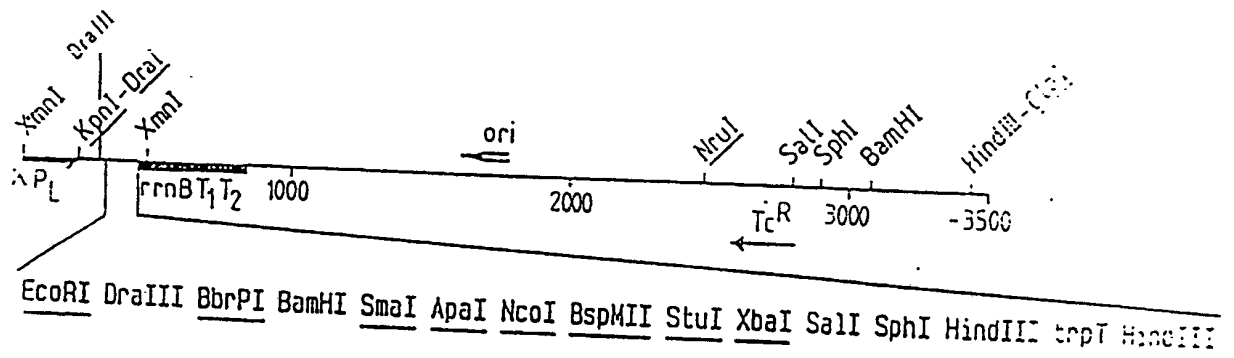 DraIII
XmnI KpnI-DraI XmnI ori NruI SalI SphI BamHI HindIII-
λPL rrnBT1T2 1000 2000 TcR 3000 -3500
EcoRI DraIII BbrPI BamHI SmaI ApaI NcoI BspMII StuI XbaI SalI SphI HindIII trpT HindIII